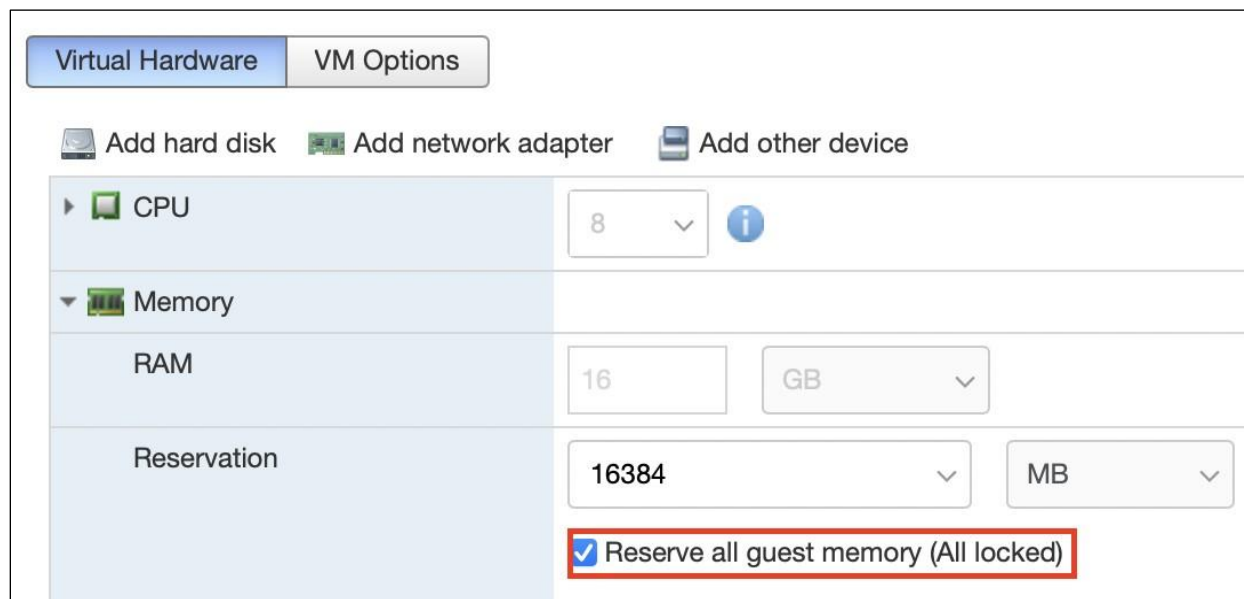 Virtual Hardware VM Options
Add hard disk Add network adapter Add other device
CPU 8 i
Memory
RAM 16 GB
Reservation 16384 MB
Reserve all guest memory (All locked)